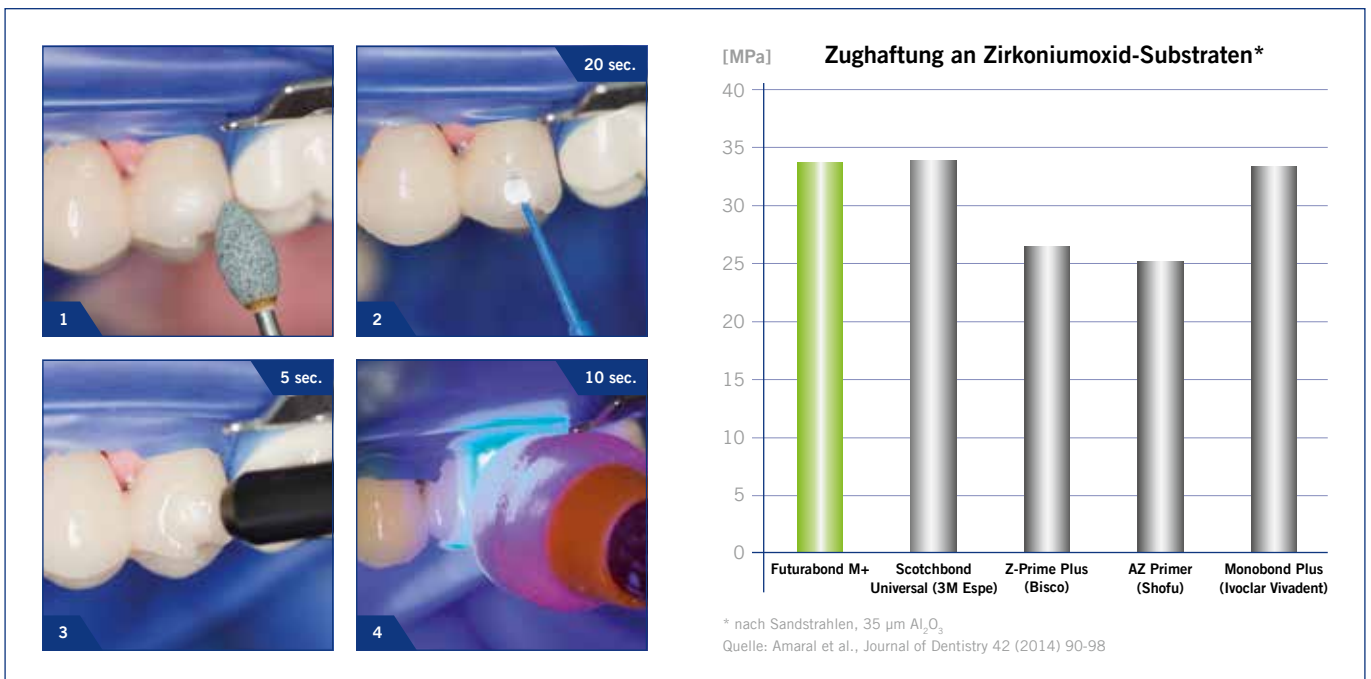 20 sec.
1
2
5 sec.
10 sec.
3
4
[MPa]
Zughaftung an Zirkoniumoxid-Substraten*
40
35
30
25
20
15
10
5
0
Futurabond M+
Scotchbond
Universal (3M Espe)
Z-Prime Plus
(Bisco)
AZ Primer
(Shofu)
Monobond Plus
(Ivoclar Vivadent)
* nach Sandstrahlen, 35 µm Al₂O₃
Quelle: Amaral et al., Journal of Dentistry 42 (2014) 90-98